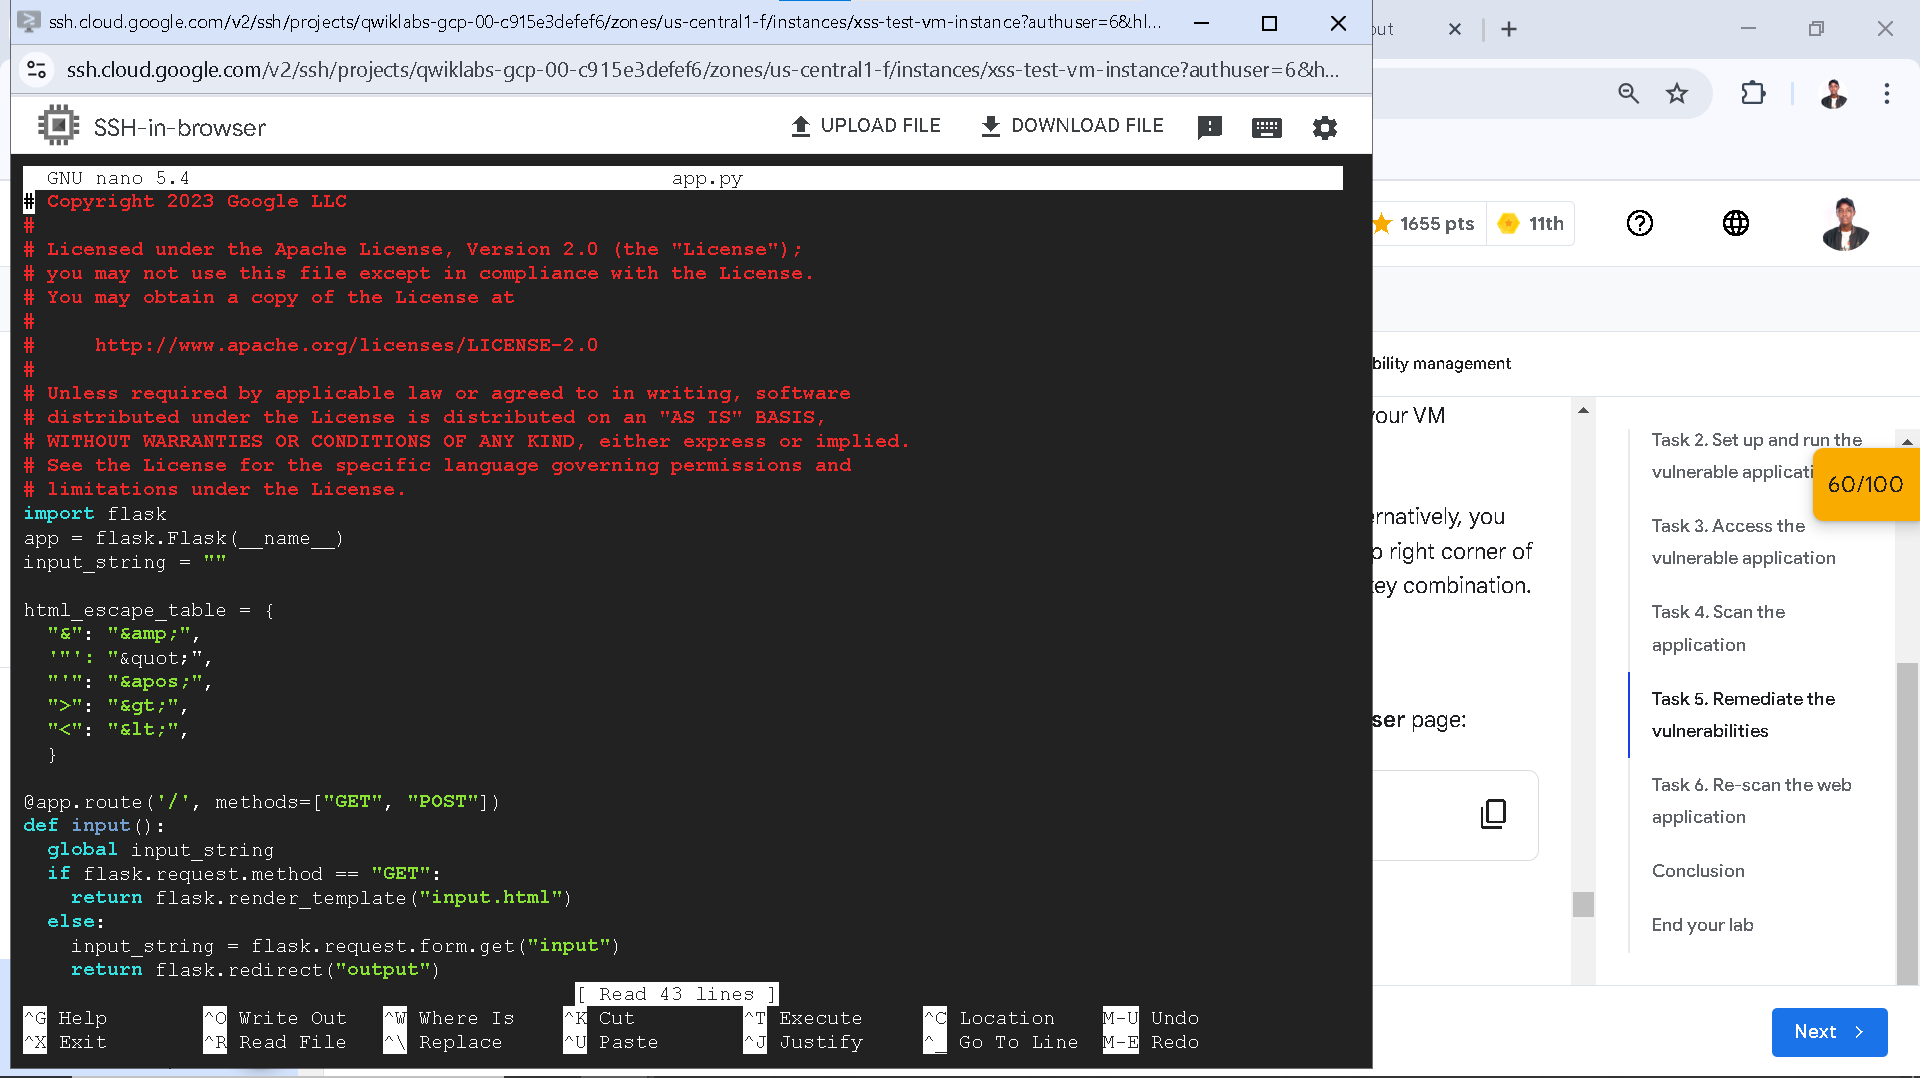 ssh.cloud.google.com/v2/ssh/projects/qwiklabs-gcp-00-c915e3defef6/zones/us-central1-f/instances/xss-test-vm-instance?authuser=6&hl...
ssh.cloud.google.com/v2/ssh/projects/qwiklabs-gcp-00-c915e3defef6/zones/us-central1-f/instances/xss-test-vm-instance?authuser=6&h...
SSH-in-browser
UPLOAD FILE
DOWNLOAD FILE
GNU nano 5.4 app.py
# Copyright 2023 Google LLC
#
# Licensed under the Apache License, Version 2.0 (the "License");
# you may not use this file except in compliance with the License.
# You may obtain a copy of the License at
#
#     http://www.apache.org/licenses/LICENSE-2.0
#
# Unless required by applicable law or agreed to in writing, software
# distributed under the License is distributed on an "AS IS" BASIS,
# WITHOUT WARRANTIES OR CONDITIONS OF ANY KIND, either express or implied.
# See the License for the specific language governing permissions and
# limitations under the License.
import flask
app = flask.Flask(__name__)
input_string = ""
html_escape_table = {
  "&": "&amp;",
  '"': "&quot;",
  "'": "&apos;",
  ">": "&gt;",
  "<": "&lt;",
  }
@app.route('/', methods=["GET", "POST"])
def input():
  global input_string
  if flask.request.method == "GET":
    return flask.render_template("input.html")
  else:
    input_string = flask.request.form.get("input")
    return flask.redirect("output")
[ Read 43 lines ]
^G Help ^O Write Out ^W Where Is ^K Cut ^T Execute ^C Location M-U Undo
^X Exit ^R Read File ^\ Replace ^U Paste ^J Justify ^_ Go To Line M-E Redo
out
1655 pts
11th
bility management
your VM
ernatively, you
p right corner of
key combination.
ser page:
Task 2. Set up and run the
vulnerable applicati
60/100
Task 3. Access the
vulnerable application
Task 4. Scan the
application
Task 5. Remediate the
vulnerabilities
Task 6. Re-scan the web
application
Conclusion
End your lab
Next